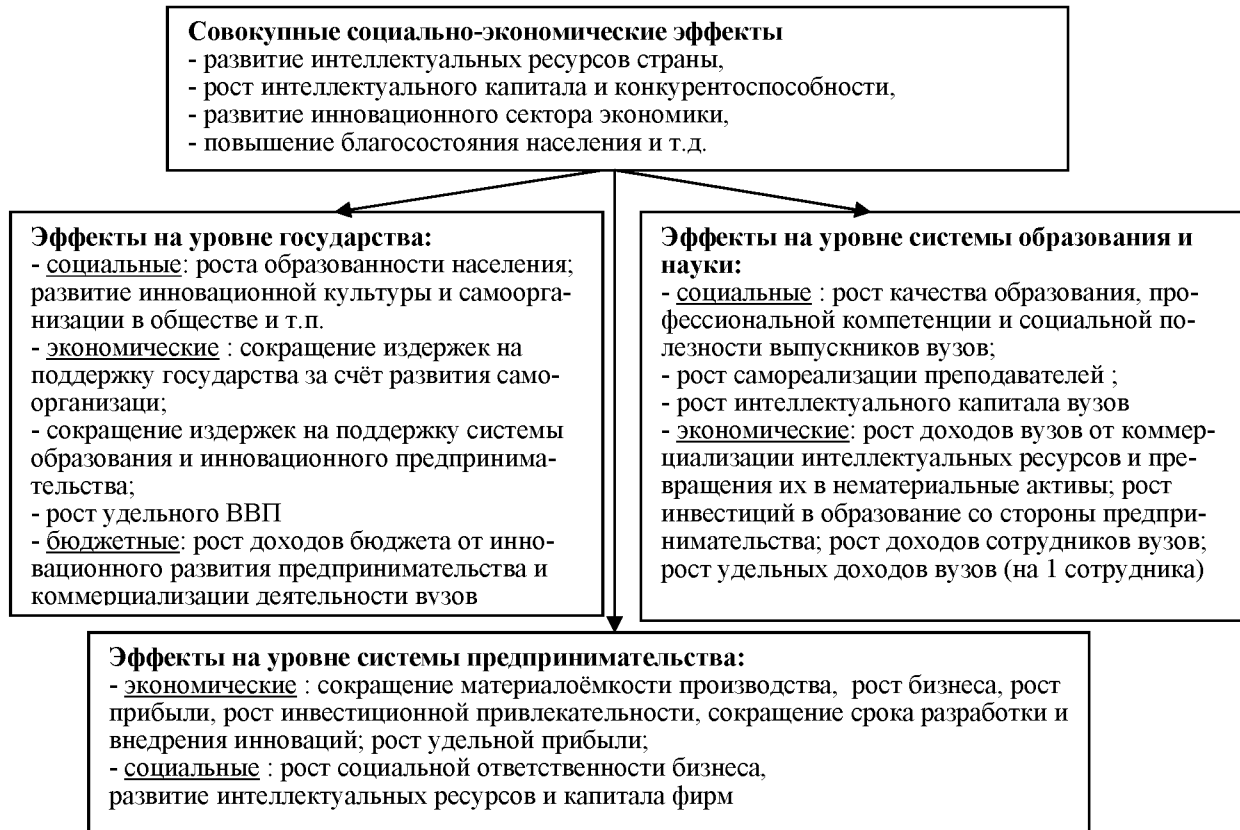 Совокупные социально-экономические эффекты
- развитие интеллектуальных ресурсов страны,
- рост интеллектуального капитала и конкурентоспособности,
- развитие инновационного сектора экономики,
- повышение благосостояния населения и т.д.
Эффекты на уровне государства:
- социальные: роста образованности населения;
развитие инновационной культуры и самоорга-
низации в обществе и т.п.
- экономические : сокращение издержек на
поддержку государства за счёт развития само-
организаци;
- сокращение издержек на поддержку системы
образования и инновационного предпринима-
тельства;
- рост удельного ВВП
- бюджетные: рост доходов бюджета от инно-
вационного развития предпринимательства и
коммерциализации деятельности вузов
Эффекты на уровне системы образования и
науки:
- социальные : рост качества образования, про-
фессиональной компетенции и социальной по-
лезности выпускников вузов;
- рост самореализации преподавателей ;
- рост интеллектуального капитала вузов
- экономические: рост доходов вузов от коммер-
циализации интеллектуальных ресурсов и пре-
вращения их в нематериальные активы; рост
инвестиций в образование со стороны предпри-
нимательства; рост доходов сотрудников вузов;
рост удельных доходов вузов (на 1 сотрудника)
Эффекты на уровне системы предпринимательства:
- экономические : сокращение материалоёмкости производства, рост бизнеса, рост
прибыли, рост инвестиционной привлекательности, сокращение срока разработки и
внедрения инноваций; рост удельной прибыли;
- социальные : рост социальной ответственности бизнеса,
развитие интеллектуальных ресурсов и капитала фирм